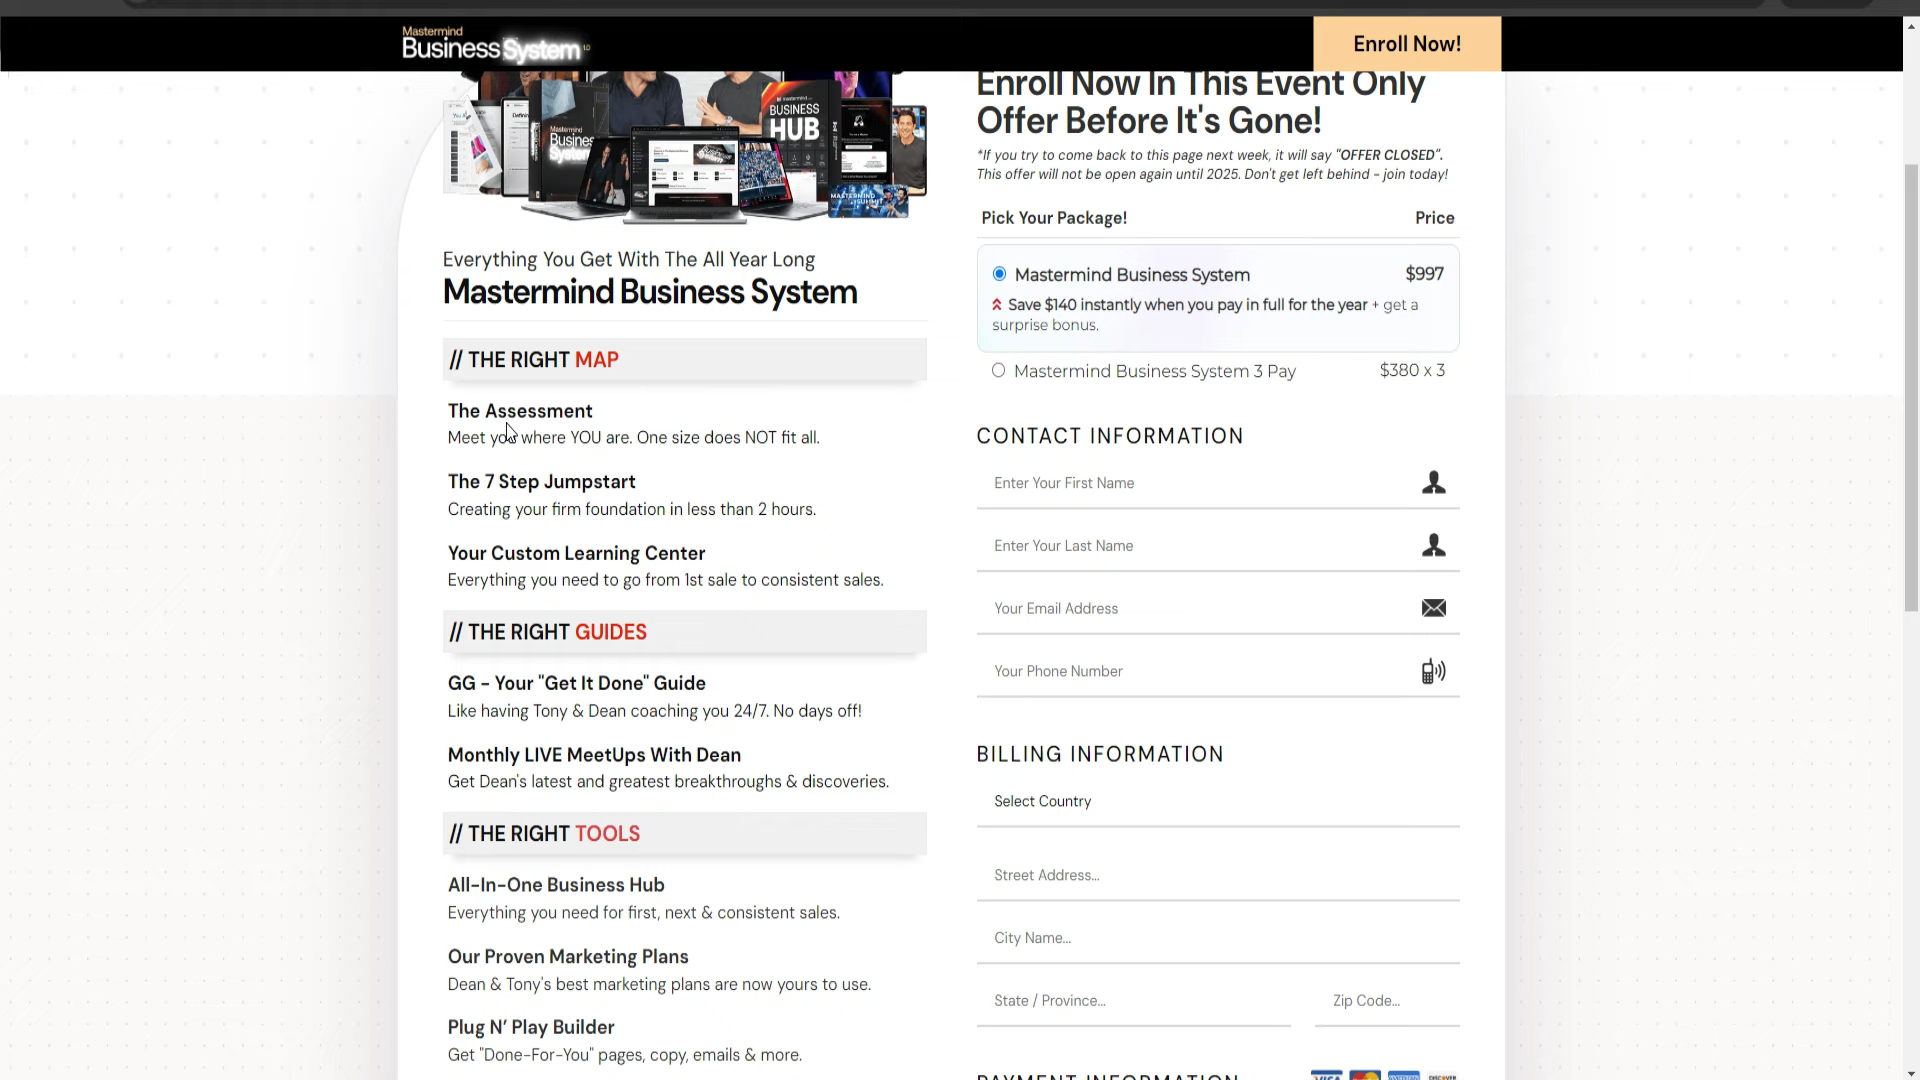 Mastermind
Business System 1.0
Enroll Now!
Mastermind
Business
System
BUSINESS
HUB
MASTERMIND
Everything You Get With The All Year Long
Mastermind Business System
// THE RIGHT MAP
The Assessment
Meet you where YOU are. One size does NOT fit all.
The 7 Step Jumpstart
Creating your firm foundation in less than 2 hours.
Your Custom Learning Center
Everything you need to go from 1st sale to consistent sales.
// THE RIGHT GUIDES
GG - Your "Get It Done" Guide
Like having Tony & Dean coaching you 24/7. No days off!
Monthly LIVE MeetUps With Dean
Get Dean's latest and greatest breakthroughs & discoveries.
// THE RIGHT TOOLS
All-In-One Business Hub
Everything you need for first, next & consistent sales.
Our Proven Marketing Plans
Dean & Tony's best marketing plans are now yours to use.
Plug N' Play Builder
Get "Done-For-You" pages, copy, emails & more.
Enroll Now In This Event Only
Offer Before It's Gone!
*If you try to come back to this page next week, it will say "OFFER CLOSED".
This offer will not be open again until 2025. Don't get left behind - join today!
Pick Your Package! Price
Mastermind Business System $997
Save $140 instantly when you pay in full for the year + get a
surprise bonus.
Mastermind Business System 3 Pay $380 x 3
CONTACT INFORMATION
Enter Your First Name
Enter Your Last Name
Your Email Address
Your Phone Number
BILLING INFORMATION
Select Country
Street Address...
City Name...
State / Province... Zip Code...
PAYMENT INFORMATION VISA DISCOVER